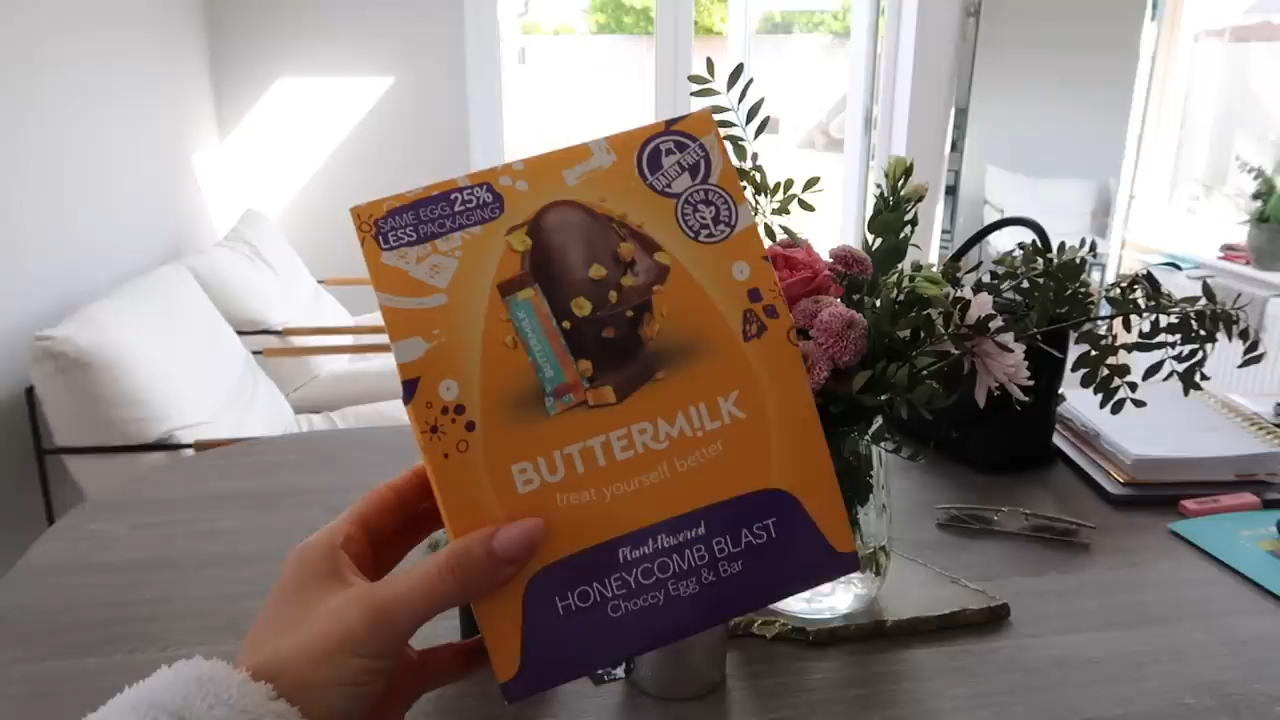 SAME EGG, 25%
LESS PACKAGING*
DAIRY FREE
GREAT FOR VEGANS
BUTTERMILK
BUTTERM!LK
treat yourself better
Plant-Powered
HONEYCOMB BLAST
Choccy Egg & Bar